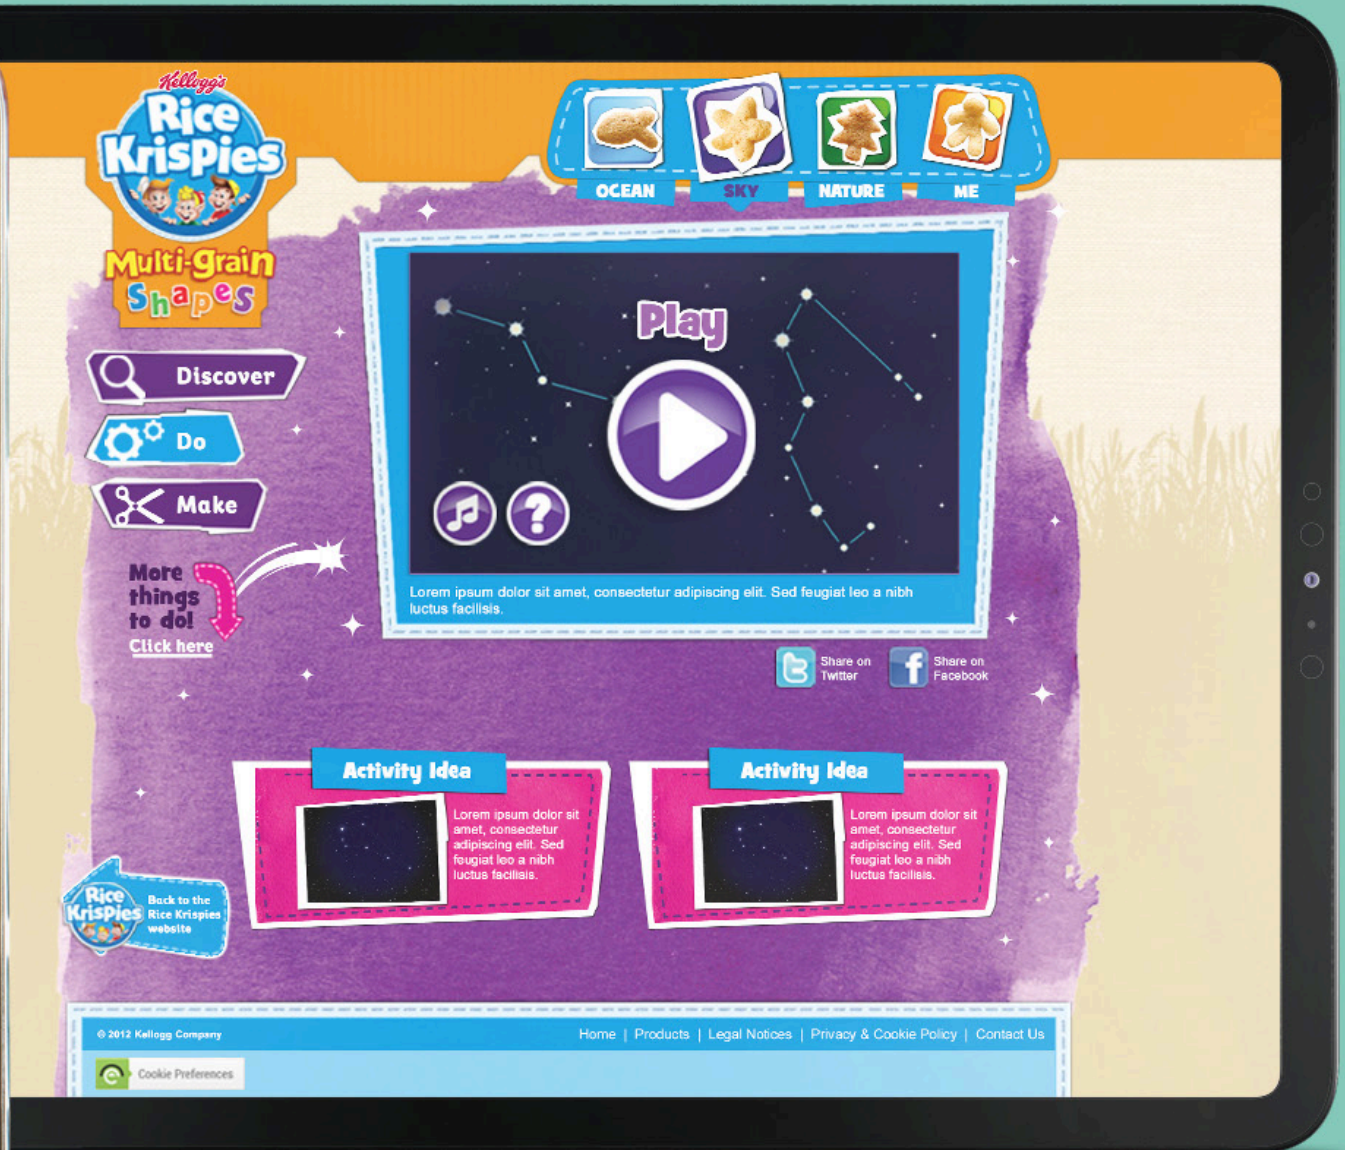 Kellogg's
Rice
Krispies
Multi-grain
Shapes
OCEAN
SKY
NATURE
ME
Discover
Do
Make
More
things
to do!
Click here
Play
?
Lorem ipsum dolor sit amet, consectetur adipiscing elit. Sed feugiat leo a nibh
luctus facilisis.
Share on
Twitter
Share on
Facebook
Activity Idea
Lorem ipsum dolor sit
amet, consectetur
adipiscing elit. Sed
feugiat leo a nibh
luctus facilisis.
Activity Idea
Lorem ipsum dolor sit
amet, consectetur
adipiscing elit. Sed
feugiat leo a nibh
luctus facilisis.
Rice
Krispies
Back to the
Rice Krispies
website
© 2012 Kellogg Company
Home | Products | Legal Notices | Privacy & Cookie Policy | Contact Us
Cookie Preferences